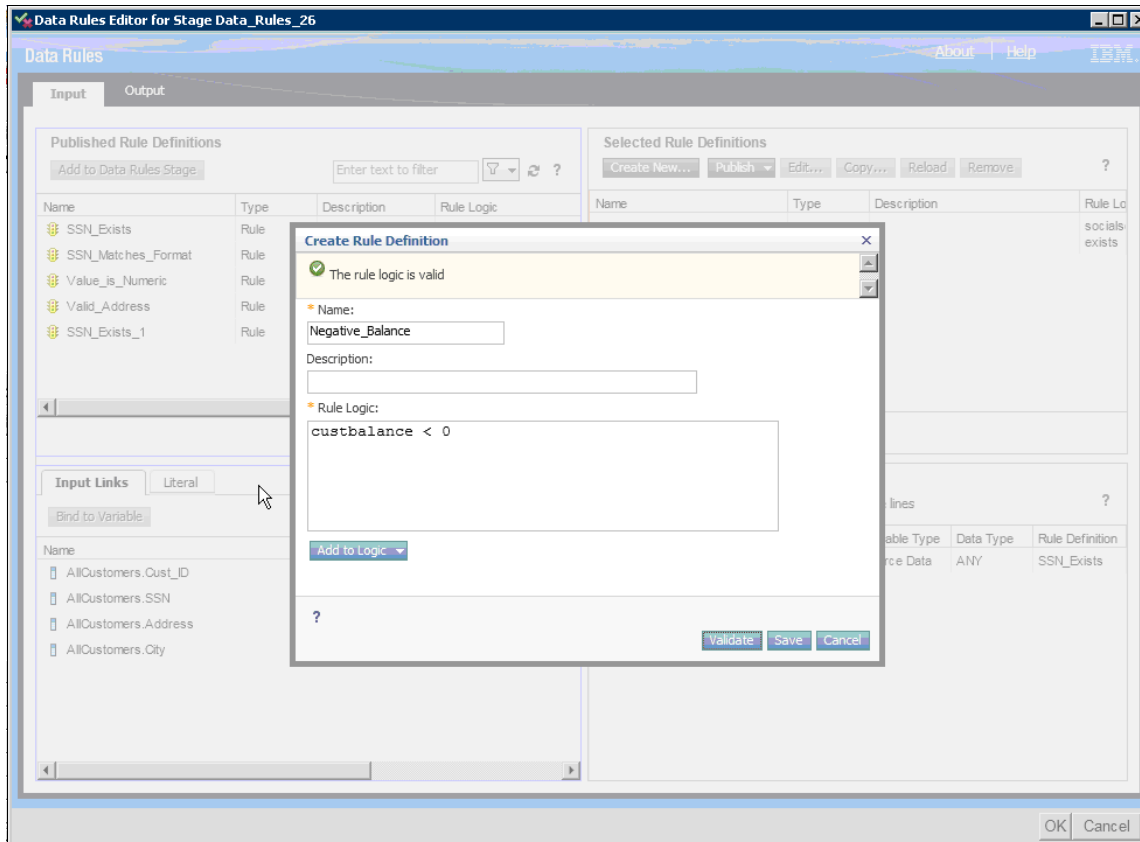 Data Rules Editor for Stage Data_Rules_26
Data Rules
About Help IBM.
Input Output
Published Rule Definitions
Add to Data Rules Stage Enter text to filter ?
Name Type Description Rule Logic
SSN_Exists Rule
SSN_Matches_Format Rule
Value_is_Numeric Rule
Valid_Address Rule
SSN_Exists_1 Rule
Selected Rule Definitions
Create New... Publish Edit... Copy... Reload Remove ?
Name Type Description Rule Lo
socials
exists
Create Rule Definition
The rule logic is valid
* Name:
Negative_Balance
Description:
* Rule Logic:
custbalance < 0
Add to Logic
?
Validate Save Cancel
Input Links Literal
Bind to Variable
Name
AllCustomers.Cust_ID
AllCustomers.SSN
AllCustomers.Address
AllCustomers.City
lines ?
able Type Data Type Rule Definition
rce Data ANY SSN_Exists
OK Cancel